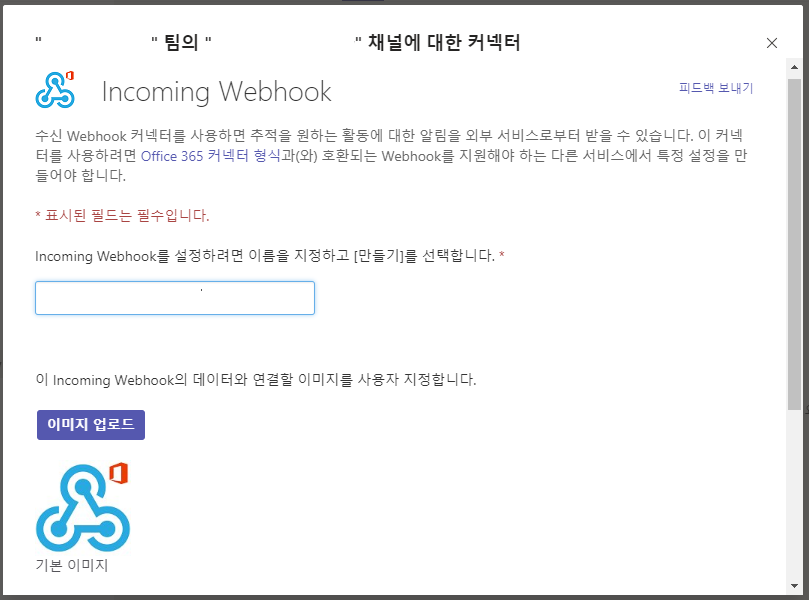 " " 팀의 " " 채널에 대한 커넥터
Incoming Webhook
피드백 보내기
수신 Webhook 커넥터를 사용하면 추적을 원하는 활동에 대한 알림을 외부 서비스로부터 받을 수 있습니다. 이 커넥
터를 사용하려면 Office 365 커넥터 형식과(와) 호환되는 Webhook를 지원해야 하는 다른 서비스에서 특정 설정을 만
들어야 합니다.
* 표시된 필드는 필수입니다.
Incoming Webhook를 설정하려면 이름을 지정하고 [만들기]를 선택합니다. *
이 Incoming Webhook의 데이터와 연결할 이미지를 사용자 지정합니다.
이미지 업로드
기본 이미지